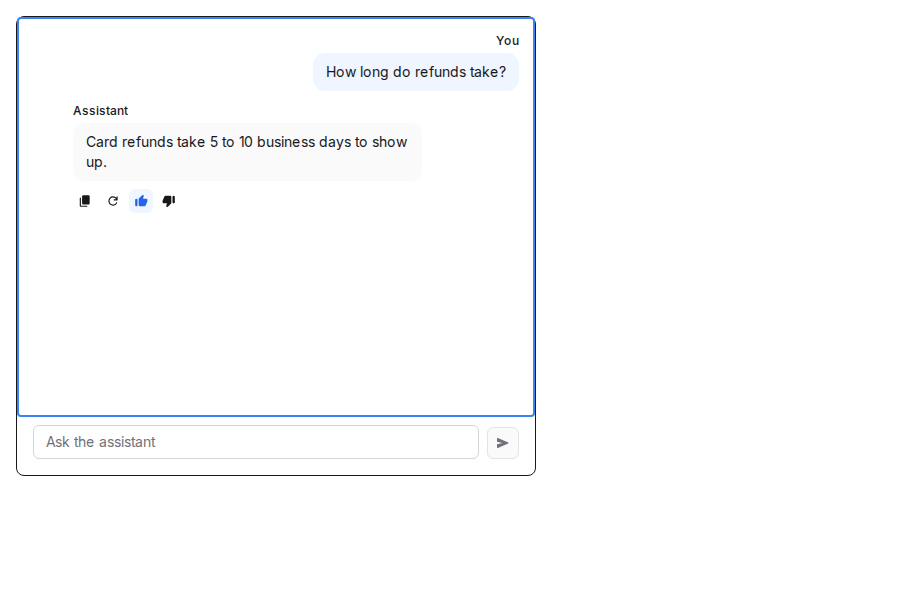 You
How long do refunds take?
Assistant
Card refunds take 5 to 10 business days to show
up.
Ask the assistant